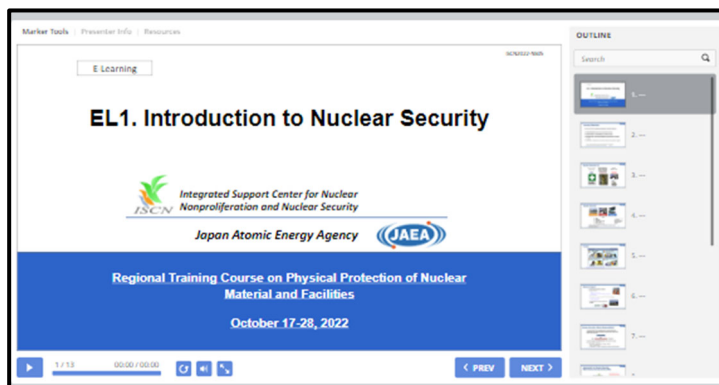 Marker Tools | Presenter Info | Resources
OUTLINE
Search
E-Learning
EL1. Introduction to Nuclear Security
ISCN
Integrated Support Center for Nuclear
Nonproliferation and Nuclear Security
Japan Atomic Energy Agency
JAEA
Regional Training Course on Physical Protection of Nuclear
Material and Facilities
October 17-28, 2022
1 / 13
00:00 / 00:00
< PREV
NEXT >
1. —
2. —
3. —
4. —
5. —
6. —
7. —